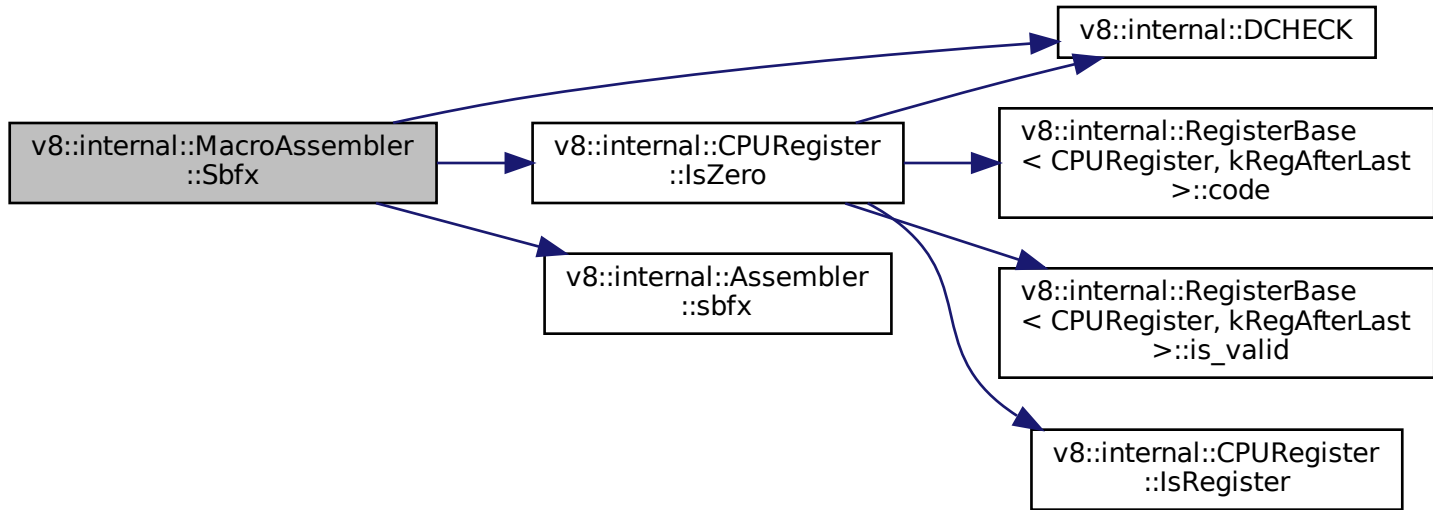 v8::internal::MacroAssembler
::Sbfx
v8::internal::CPURegister
::IsZero
v8::internal::Assembler
::sbfx
v8::internal::DCHECK
v8::internal::RegisterBase
< CPURegister, kRegAfterLast
>::code
v8::internal::RegisterBase
< CPURegister, kRegAfterLast
>::is_valid
v8::internal::CPURegister
::IsRegister